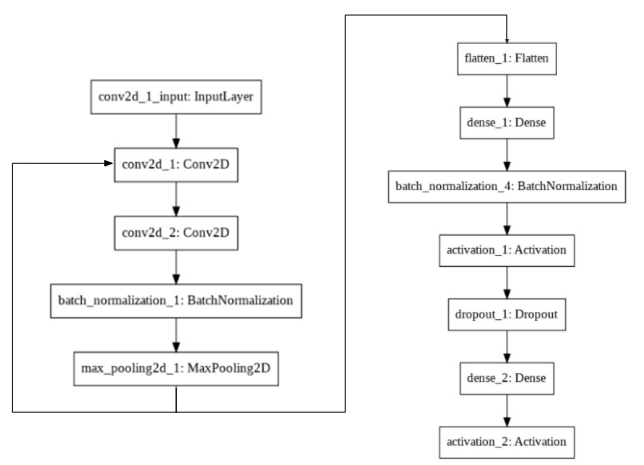 conv2d_1_input: InputLayer
conv2d_1: Conv2D
conv2d_2: Conv2D
batch_normalization_1: BatchNormalization
max_pooling2d_1: MaxPooling2D
flatten_1: Flatten
dense_1: Dense
batch_normalization_4: BatchNormalization
activation_1: Activation
dropout_1: Dropout
dense_2: Dense
activation_2: Activation